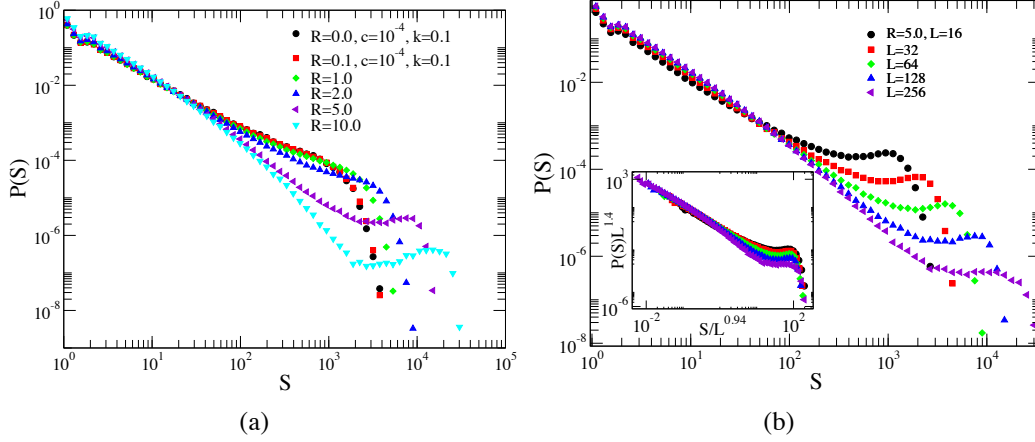 R=0.0, c=10^-4, k=0.1
R=0.1, c=10^-4, k=0.1
R=1.0
R=2.0
R=5.0
R=10.0
P(S)
10^0
10^-2
10^-4
10^-6
10^-8
10^0 10^1 10^2 10^3 10^4 10^5
S
(a)
R=5.0, L=16
L=32
L=64
L=128
L=256
P(S)
10^-2
10^-4
10^-6
10^-8
10^0 10^1 10^2 10^3 10^4
S
P(S)L^1.4
10^3
10^-6
10^-2 10^2
S/L^0.94
(b)